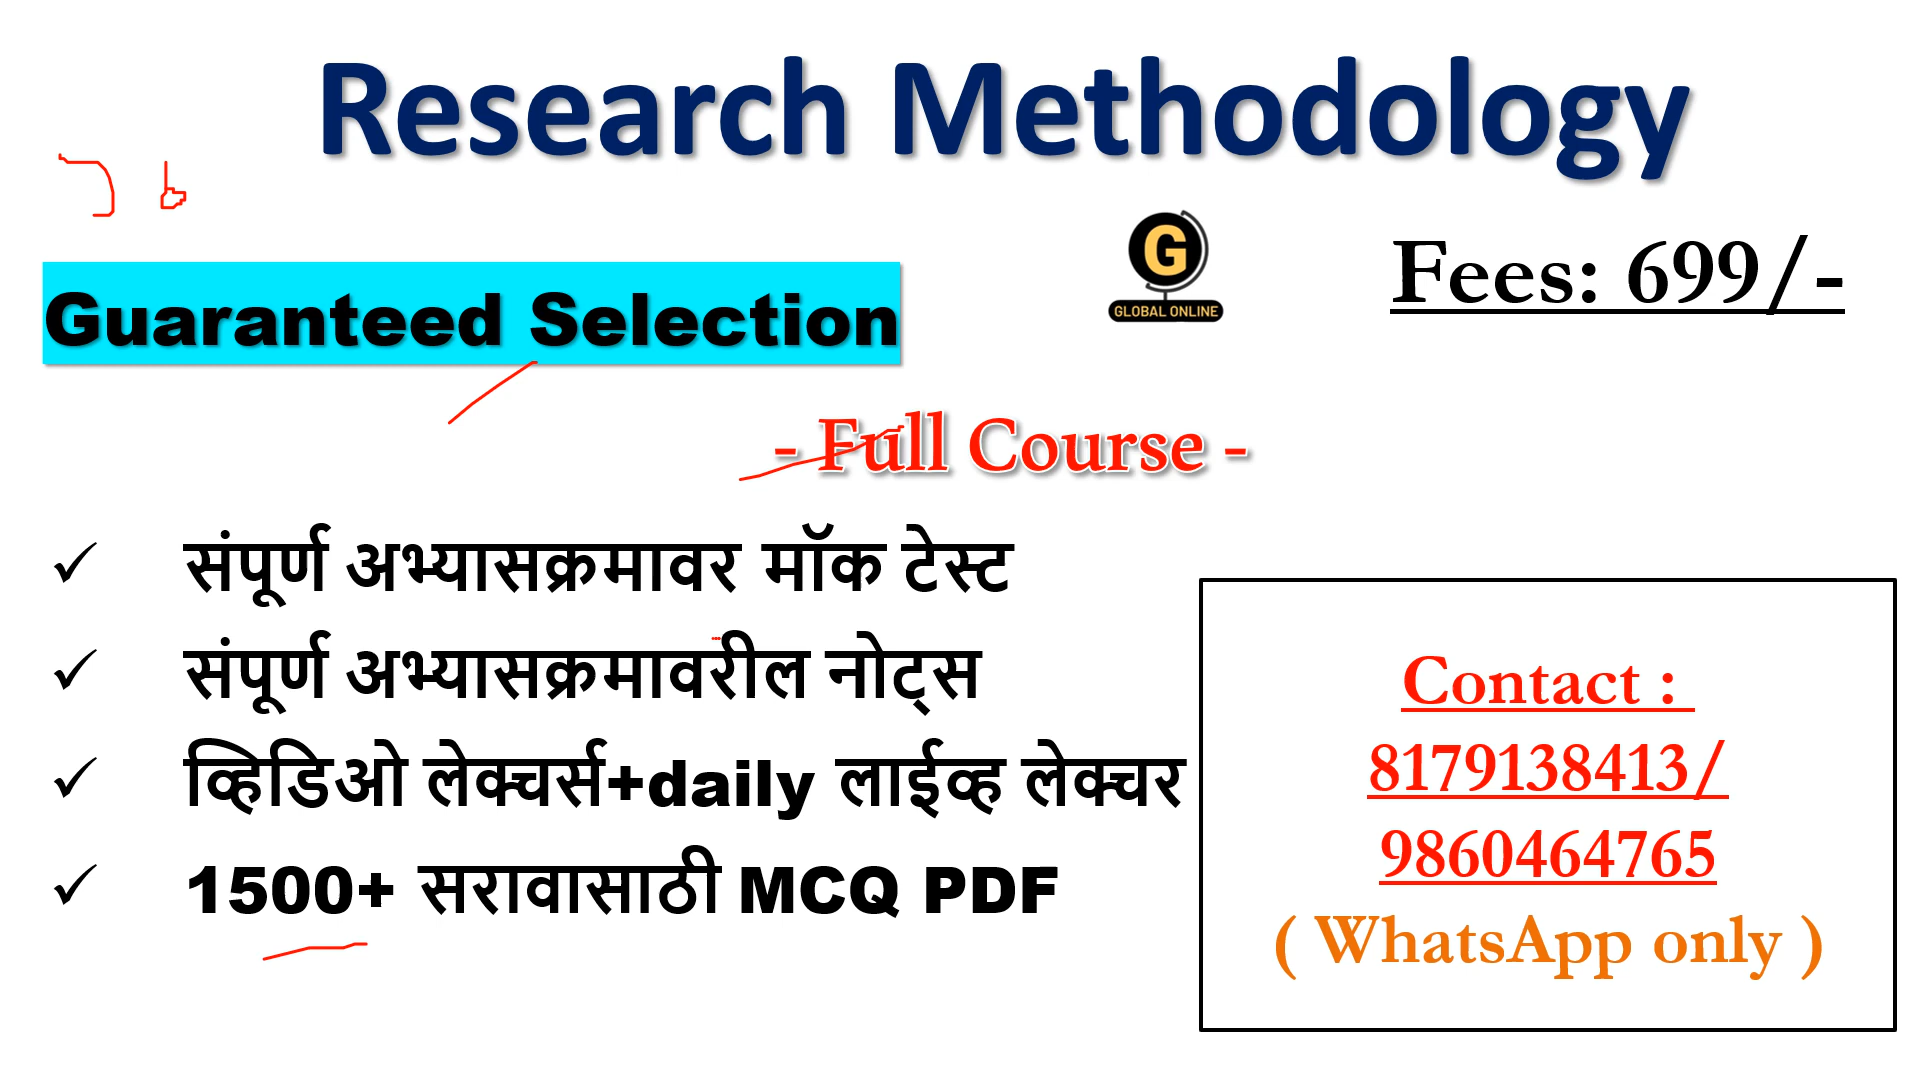 Research Methodology
G
GLOBAL ONLINE
Fees: 699/-
Guaranteed Selection
- Full Course -
✓ संपूर्ण अभ्यासक्रमावर मॉक टेस्ट
✓ संपूर्ण अभ्यासक्रमावरील नोट्स
✓ व्हिडिओ लेक्चर्स+daily लाईव्ह लेक्चर
✓ 1500+ सरावासाठी MCQ PDF
Contact :
8179138413/
9860464765
( WhatsApp only )